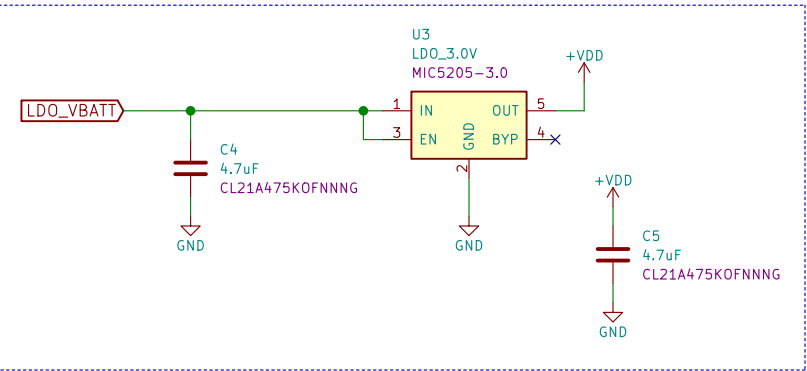 U3
LDO_3.0V
MIC5205-3.0
+VDD
LDO_VBATT
1 IN OUT 5
3 EN GND BYP 4
2
C4
4.7uF
CL21A475KOFNNNG
GND
GND
+VDD
C5
4.7uF
CL21A475KOFNNNG
GND